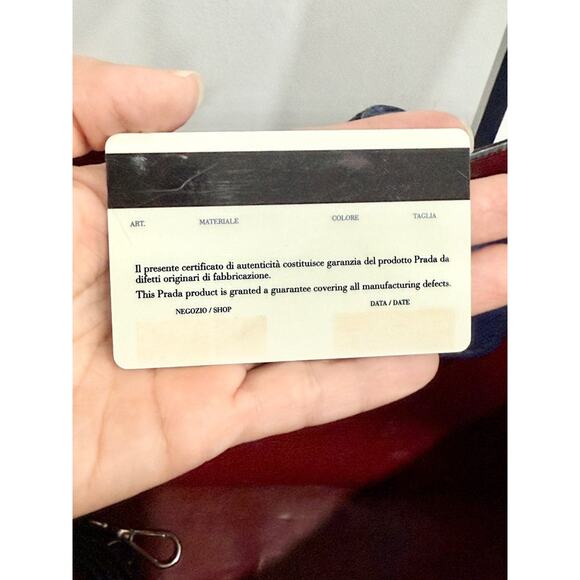 ART. MATERIALE COLORE TAGLIA
Il presente certificato di autenticità costituisce garanzia del prodotto Prada da
difetti originari di fabbricazione.
This Prada product is granted a guarantee covering all manufacturing defects.
NEGOZIO / SHOP DATA / DATE